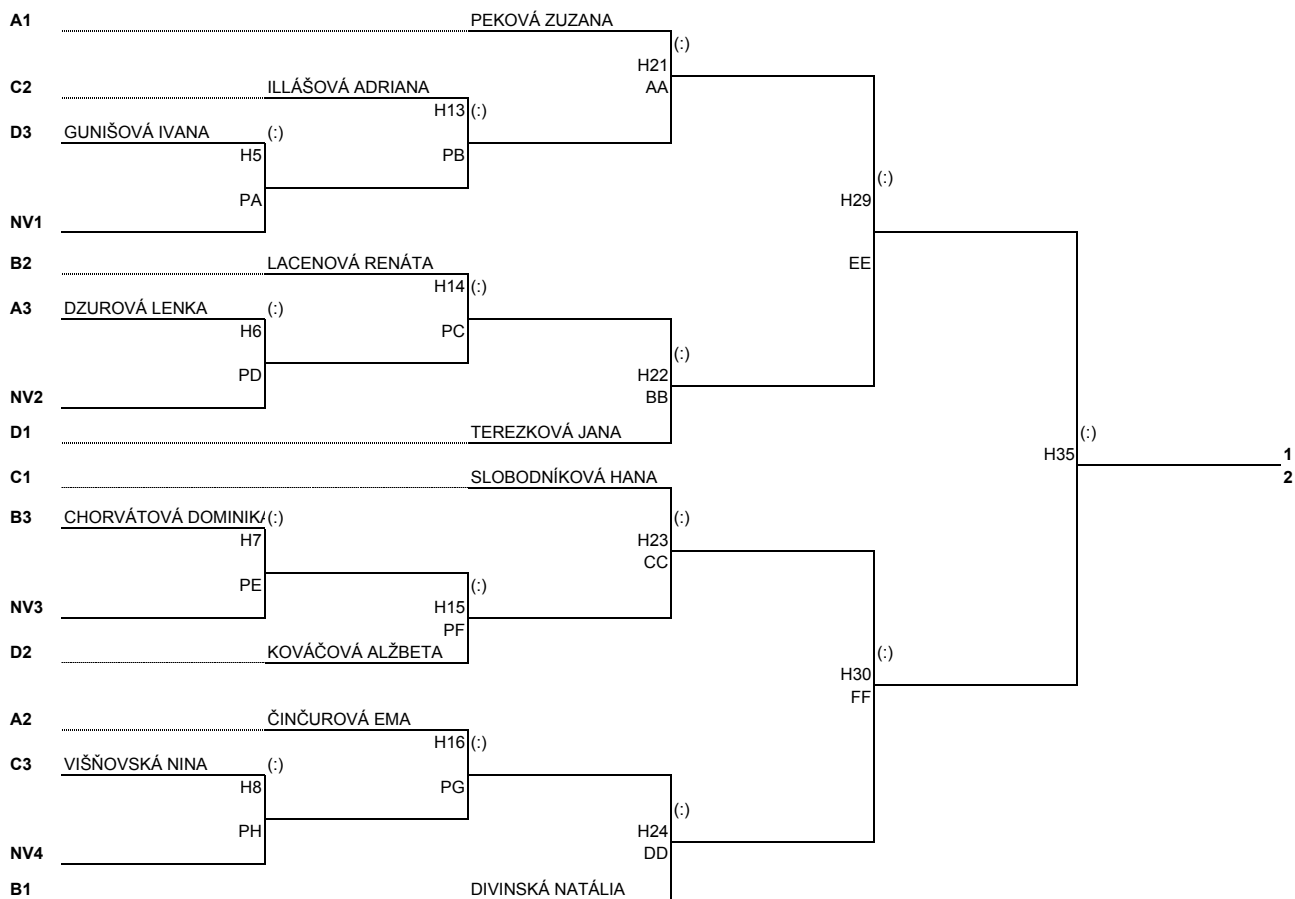 A1 PEKOVÁ ZUZANA
(:)
H21
C2 ILLÁŠOVÁ ADRIANA AA
H13 (:)
D3 GUNIŠOVÁ IVANA (:)
H5 PB
(:)
PA H29
NV1
B2 LACENOVÁ RENÁTA EE
H14 (:)
A3 DZUROVÁ LENKA (:)
H6 PC
(:)
PD H22
NV2 BB
D1 TEREZKOVÁ JANA (:)
H35 1
C1 SLOBODNÍKOVÁ HANA 2
B3 CHORVÁTOVÁ DOMINIKA (:) (:)
H7 H23
CC
PE (:)
NV3 H15
PF
D2 KOVÁČOVÁ ALŽBETA (:)
H30
FF
A2 ČINČUROVÁ EMA
H16 (:)
C3 VIŠŇOVSKÁ NINA (:)
H8 PG
(:)
PH H24
NV4 DD
B1 DIVINSKÁ NATÁLIA